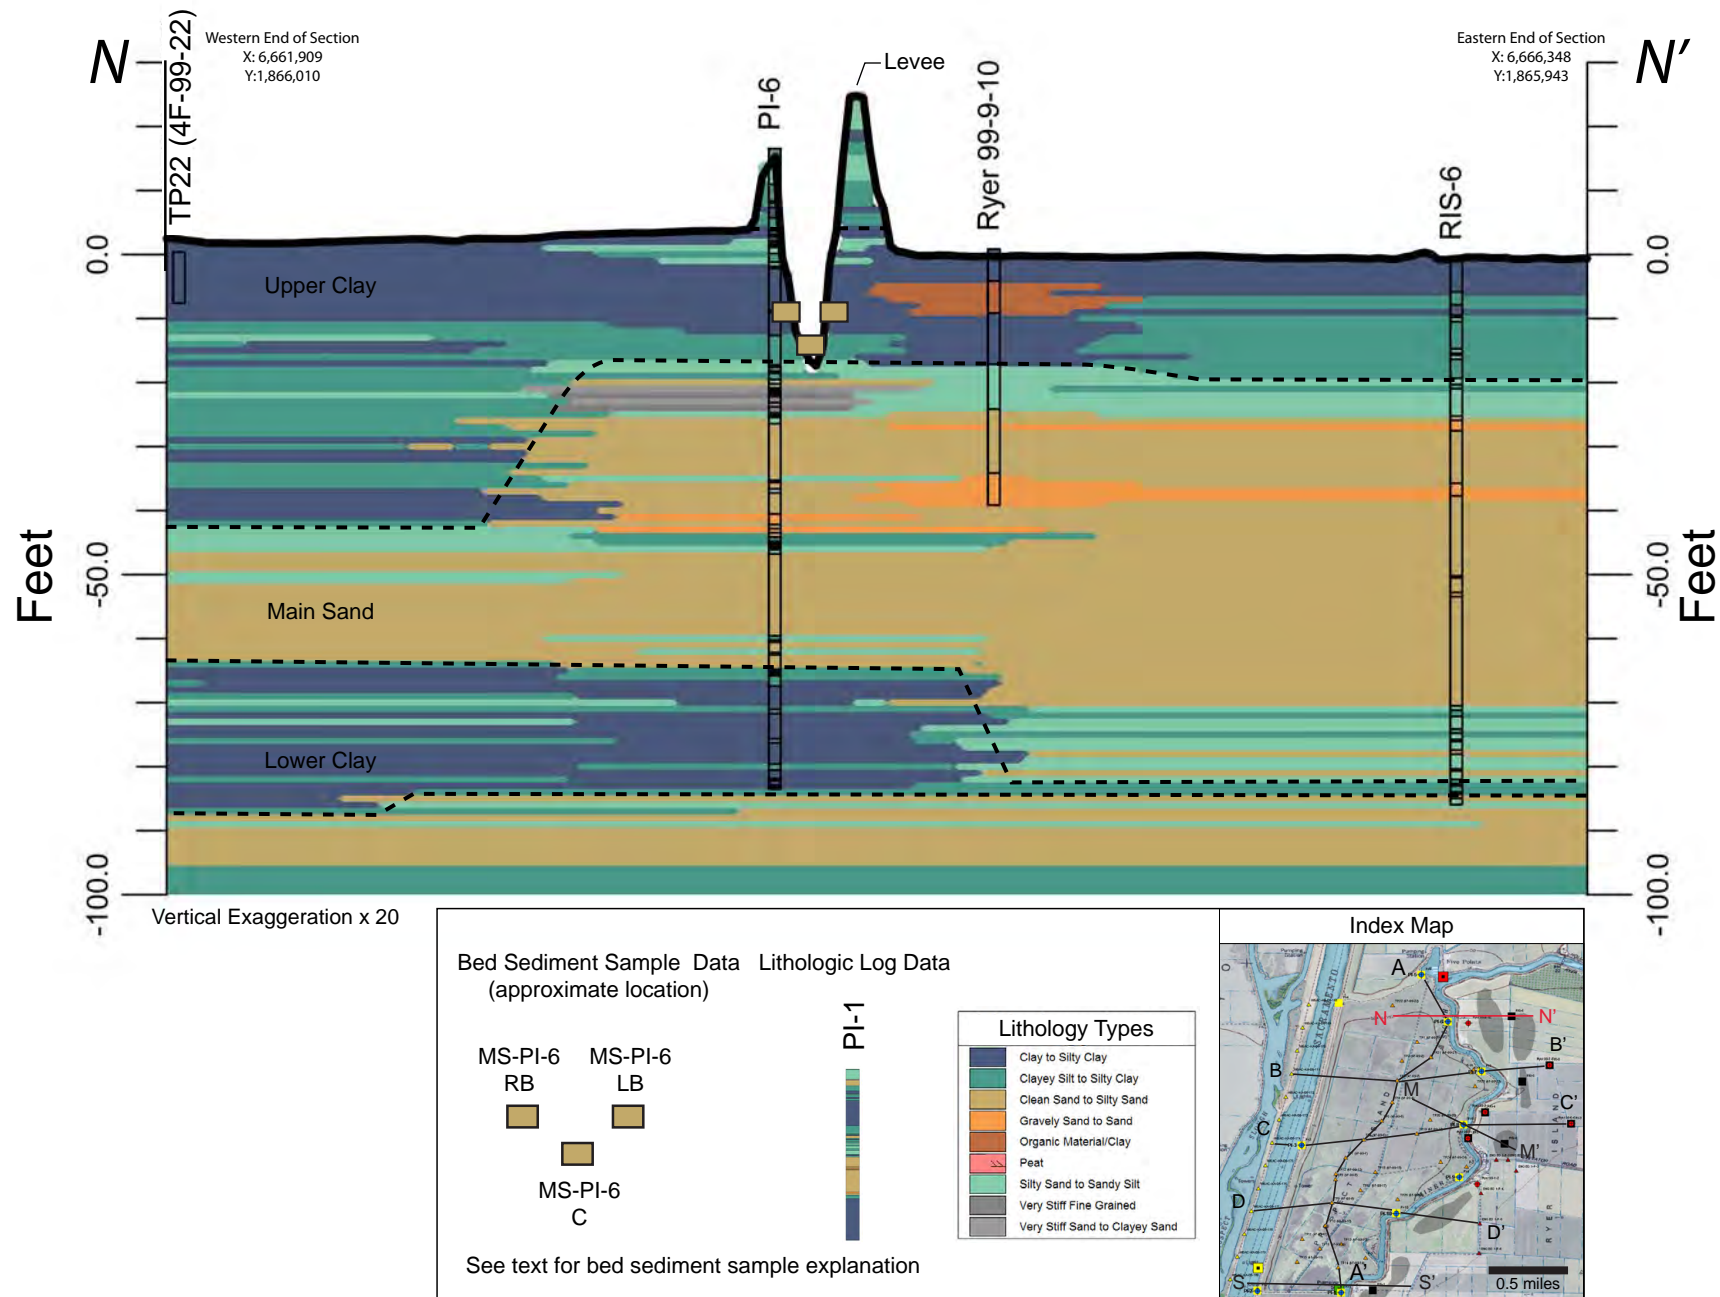 N
Western End of Section
X: 6,661,909
Y:1,866,010
TP22 (4F-99-22)
PI-6
Levee
Ryer 99-9-10
RIS-6
Eastern End of Section
X: 6,666,348
Y:1,865,943
N'
0.0
-50.0
-100.0
Feet
Upper Clay
Main Sand
Lower Clay
0.0
-50.0
-100.0
Feet
Vertical Exaggeration x 20
Bed Sediment Sample Data
(approximate location)
MS-PI-6
RB
MS-PI-6
LB
MS-PI-6
C
See text for bed sediment sample explanation
Lithologic Log Data
PI-1
Lithology Types
Clay to Silty Clay
Clayey Silt to Silty Clay
Clean Sand to Silty Sand
Gravely Sand to Sand
Organic Material/Clay
Peat
Silty Sand to Sandy Silt
Very Stiff Fine Grained
Very Stiff Sand to Clayey Sand
Index Map
A
N
N'
B
B'
M
C
C'
M'
D
D'
S
A'
S'
SACRAMENTO
Five Points
RYER
ISLAND
0.5 miles